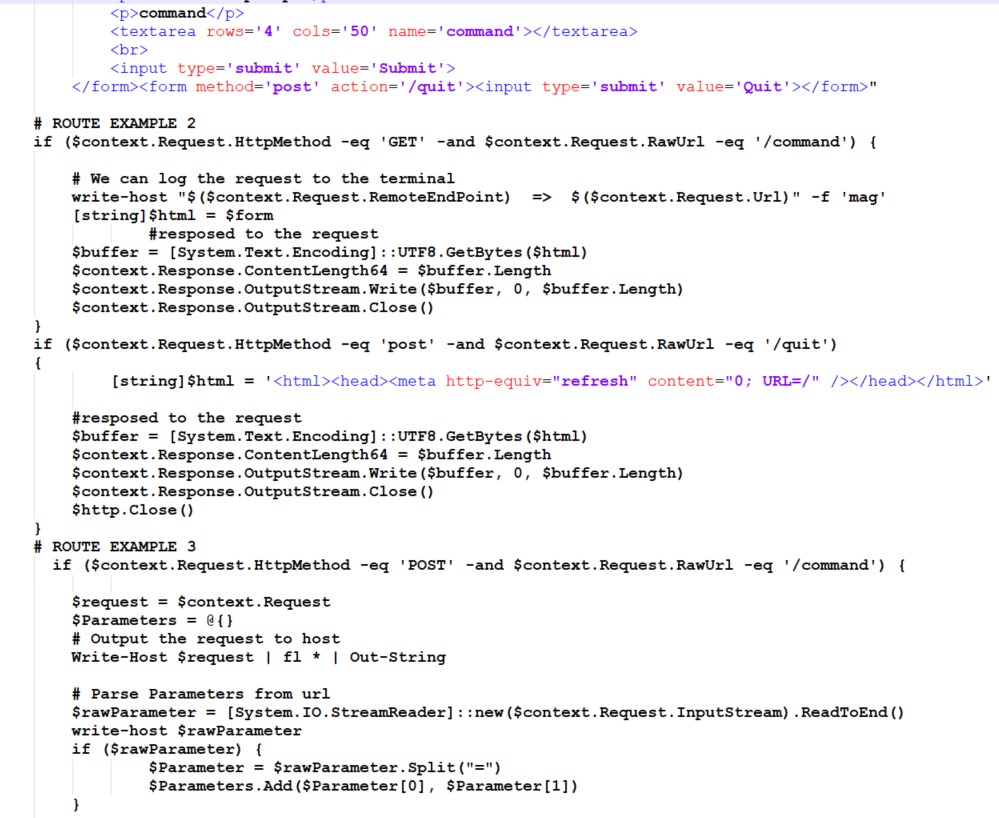 <p>command</p>
<textarea rows='4' cols='50' name='command'></textarea>
<br>
<input type='submit' value='Submit'>
</form><form method='post' action='/quit'><input type='submit' value='Quit'></form>"
# ROUTE EXAMPLE 2
if ($context.Request.HttpMethod -eq 'GET' -and $context.Request.RawUrl -eq '/command') {
# We can log the request to the terminal
write-host "$($context.Request.RemoteEndPoint)  =>  $($context.Request.Url)" -f 'mag'
[string]$html = $form
#resposed to the request
$buffer = [System.Text.Encoding]::UTF8.GetBytes($html)
$context.Response.ContentLength64 = $buffer.Length
$context.Response.OutputStream.Write($buffer, 0, $buffer.Length)
$context.Response.OutputStream.Close()
}
if ($context.Request.HttpMethod -eq 'post' -and $context.Request.RawUrl -eq '/quit')
{
[string]$html = '<html><head><meta http-equiv="refresh" content="0; URL=/" /></head></html>'
#resposed to the request
$buffer = [System.Text.Encoding]::UTF8.GetBytes($html)
$context.Response.ContentLength64 = $buffer.Length
$context.Response.OutputStream.Write($buffer, 0, $buffer.Length)
$context.Response.OutputStream.Close()
$http.Close()
}
# ROUTE EXAMPLE 3
if ($context.Request.HttpMethod -eq 'POST' -and $context.Request.RawUrl -eq '/command') {
$request = $context.Request
$Parameters = @{}
# Output the request to host
Write-Host $request | fl * | Out-String
# Parse Parameters from url
$rawParameter = [System.IO.StreamReader]::new($context.Request.InputStream).ReadToEnd()
write-host $rawParameter
if ($rawParameter) {
$Parameter = $rawParameter.Split("=")
$Parameters.Add($Parameter[0], $Parameter[1])
}